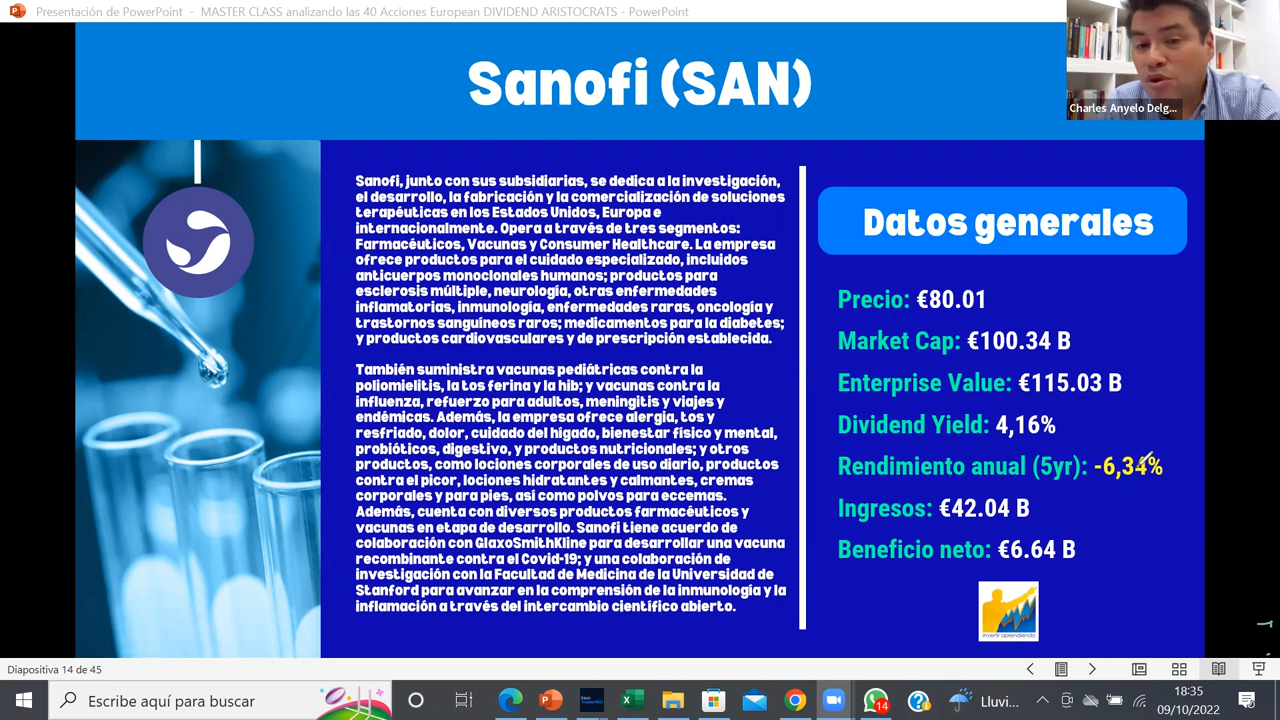 Presentación de PowerPoint - MASTER CLASS analizando las 40 Acciones European DIVIDEND ARISTOCRATS - PowerPoint
Sanofi (SAN)
Charles Anyelo Delg...
Sanofi, junto con sus subsidiarias, se dedica a la investigación,
el desarrollo, la fabricación y la comercialización de soluciones
terapéuticas en los Estados Unidos, Europa e
internacionalmente. Opera a través de tres segmentos:
Farmacéuticos, Vacunas y Consumer Healthcare. La empresa
ofrece productos para el cuidado especializado, incluidos
anticuerpos monoclonales humanos; productos para
esclerosis múltiple, neurología, otras enfermedades
inflamatorias, inmunología, enfermedades raras, oncología y
trastornos sanguíneos raros; medicamentos para la diabetes;
y productos cardiovasculares y de prescripción establecida.
También suministra vacunas pediátricas contra la
poliomielitis, la tos ferina y la hib; y vacunas contra la
influenza, refuerzo para adultos, meningitis y viajes y
endémicas. Además, la empresa ofrece alergia, tos y
resfriado, dolor, cuidado del hígado, bienestar físico y mental,
probióticos, digestivo, y productos nutricionales; y otros
productos, como lociones corporales de uso diario, productos
contra el picor, lociones hidratantes y calmantes, cremas
corporales y para pies, así como polvos para eccemas.
Además, cuenta con diversos productos farmacéuticos y
vacunas en etapa de desarrollo. Sanofi tiene acuerdo de
colaboración con GlaxoSmithKline para desarrollar una vacuna
recombinante contra el Covid-19; y una colaboración de
investigación con la Facultad de Medicina de la Universidad de
Stanford para avanzar en la comprensión de la inmunología y la
inflamación a través del intercambio científico abierto.
Datos generales
Precio: €80.01
Market Cap: €100.34 B
Enterprise Value: €115.03 B
Dividend Yield: 4,16%
Rendimiento anual (5yr): -6,34%
Ingresos: €42.04 B
Beneficio neto: €6.64 B
invertir aprendiendo
Diapositiva 14 de 45
Escribe aquí para buscar
14
Lluvi...
18:35
09/10/2022